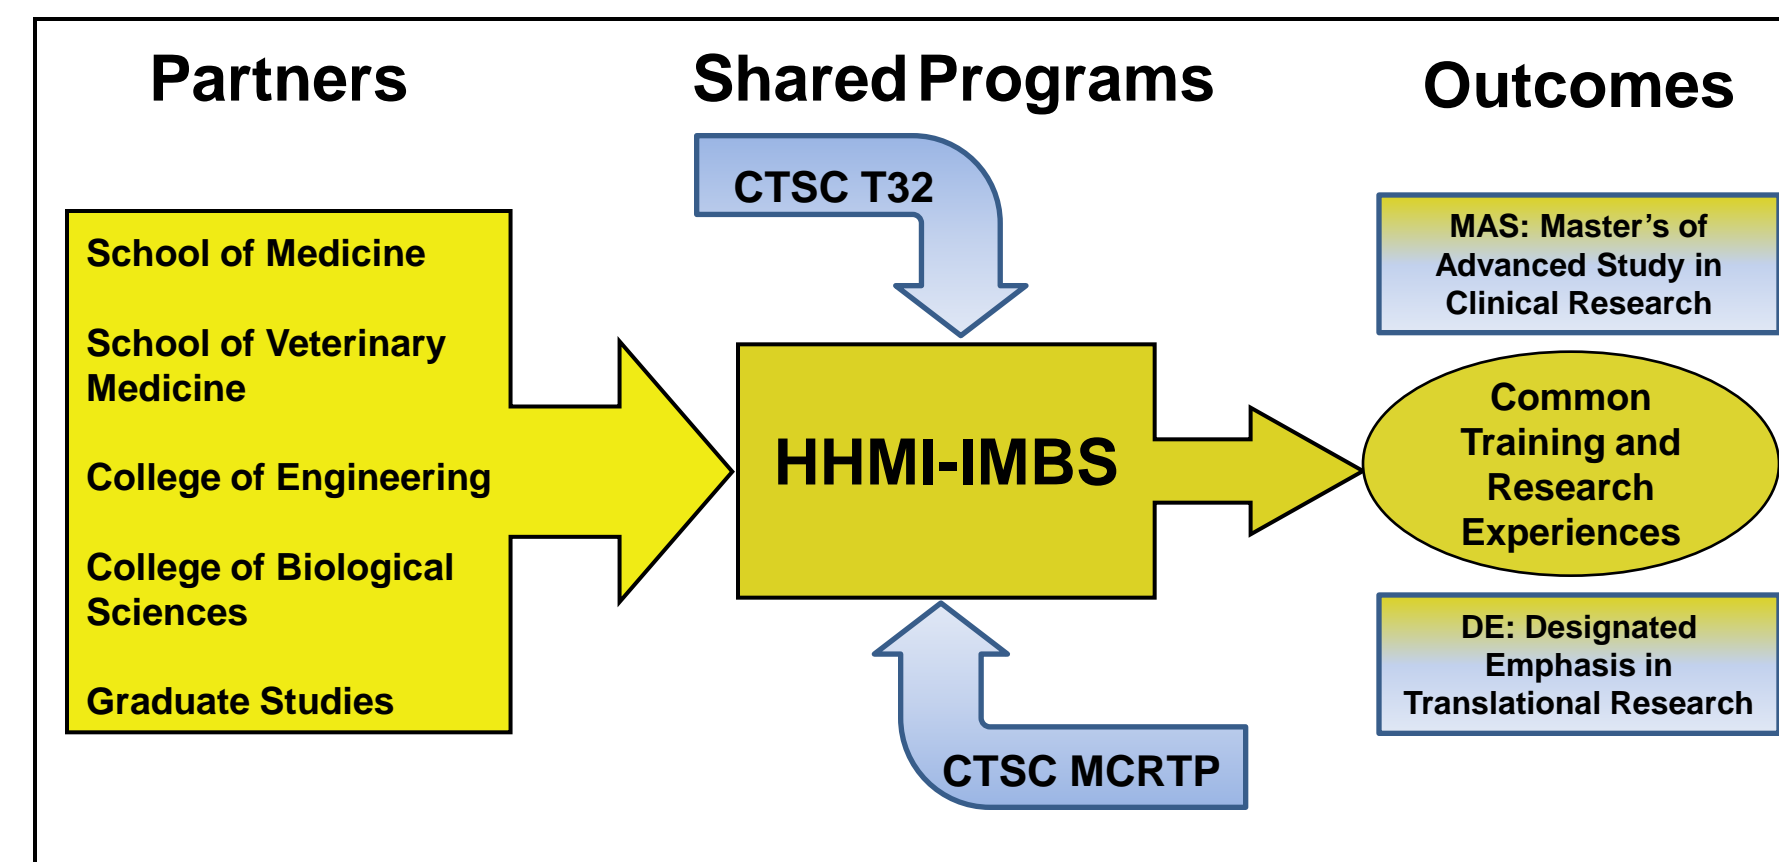 Partners
Shared Programs
Outcomes
School of Medicine
School of Veterinary
Medicine
College of Engineering
College of Biological
Sciences
Graduate Studies
CTSC T32
HHMI-IMBS
CTSC MCRTP
MAS: Master’s of
Advanced Study in
Clinical Research
Common
Training and
Research
Experiences
DE: Designated
Emphasis in
Translational Research